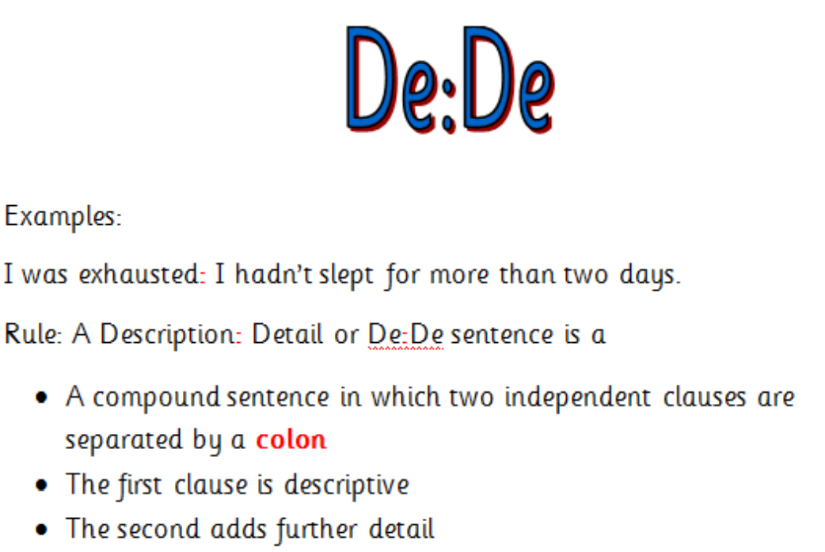 De:De
Examples:
I was exhausted: I hadn't slept for more than two days.
Rule: A Description: Detail or De:De sentence is a
• A compound sentence in which two independent clauses are
separated by a colon
• The first clause is descriptive
• The second adds further detail